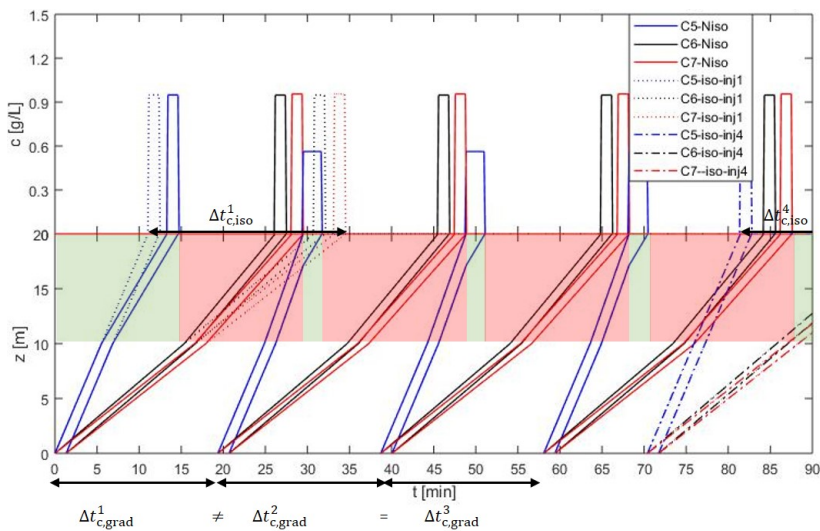 1.5
1.2
0.9
0.6
0.3
0
c [g/L]
C5-Niso
C6-Niso
C7-Niso
C5-iso-inj1
C6-iso-inj1
C7-iso-inj1
C5-iso-inj4
C6-iso-inj4
C7--iso-inj4
Δt¹c,iso
Δt⁴c,iso
20
15
10
5
0
z [m]
0 5 10 15 20 25 30 35 40 45 50 55 60 65 70 75 80 85 90
t [min]
Δt¹c,grad ≠ Δt²c,grad = Δt³c,grad